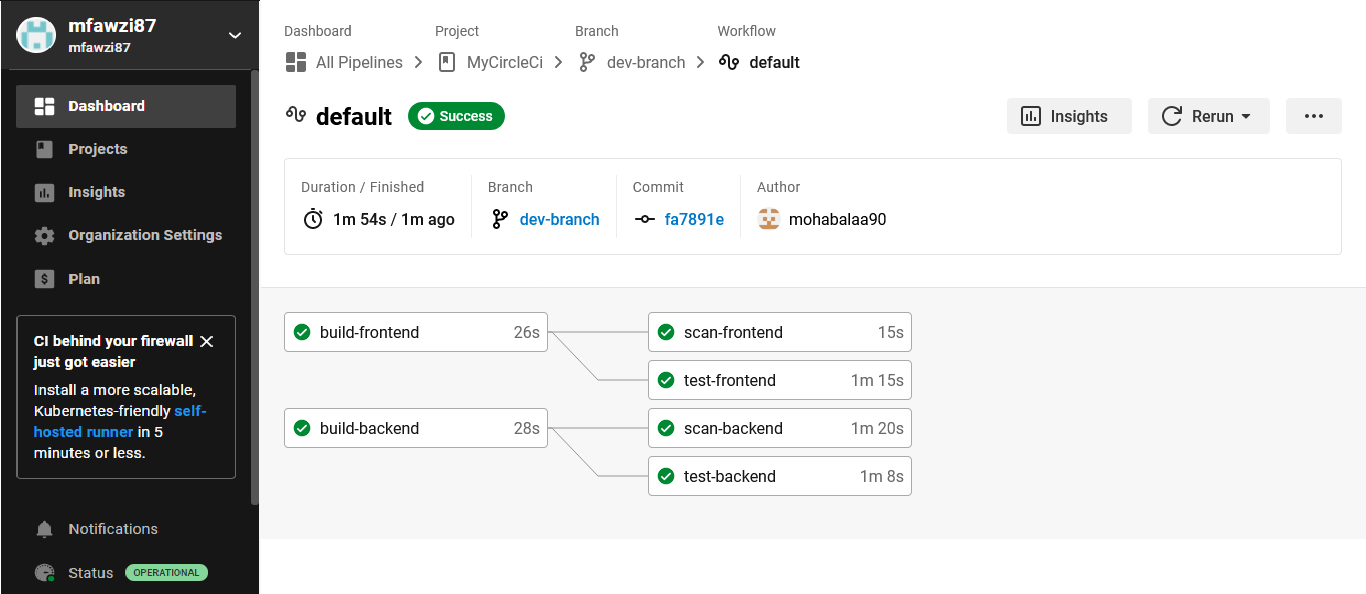 mfawzi87
mfawzi87
Dashboard
Projects
Insights
Organization Settings
Plan
$
CI behind your firewall
just got easier
Install a more scalable,
Kubernetes-friendly self-
hosted runner in 5
minutes or less.
Notifications
Status OPERATIONAL
Dashboard Project Branch Workflow
All Pipelines MyCircleCi dev-branch default
default Success Insights Rerun
Duration / Finished Branch Commit Author
1m 54s / 1m ago dev-branch fa7891e mohabalaa90
build-frontend 26s scan-frontend 15s
test-frontend 1m 15s
build-backend 28s scan-backend 1m 20s
test-backend 1m 8s